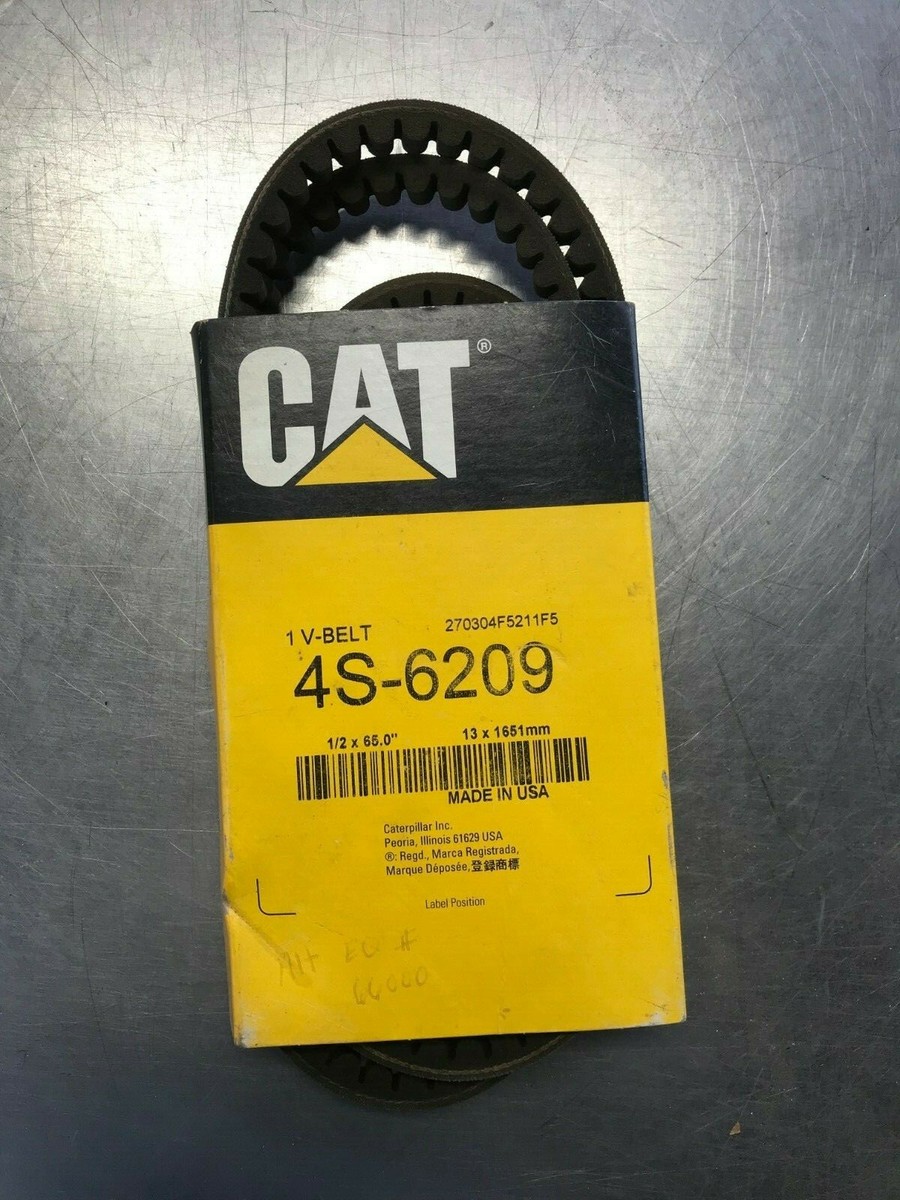 CAT®
1 V-BELT 270304F5211F5
4S-6209
1/2 x 65.0" 13 x 1651mm
MADE IN USA
Caterpillar Inc.
Peoria, Illinois 61629 USA
®: Regd., Marca Registrada,
Marque Déposée,登録商標
Label Position
#